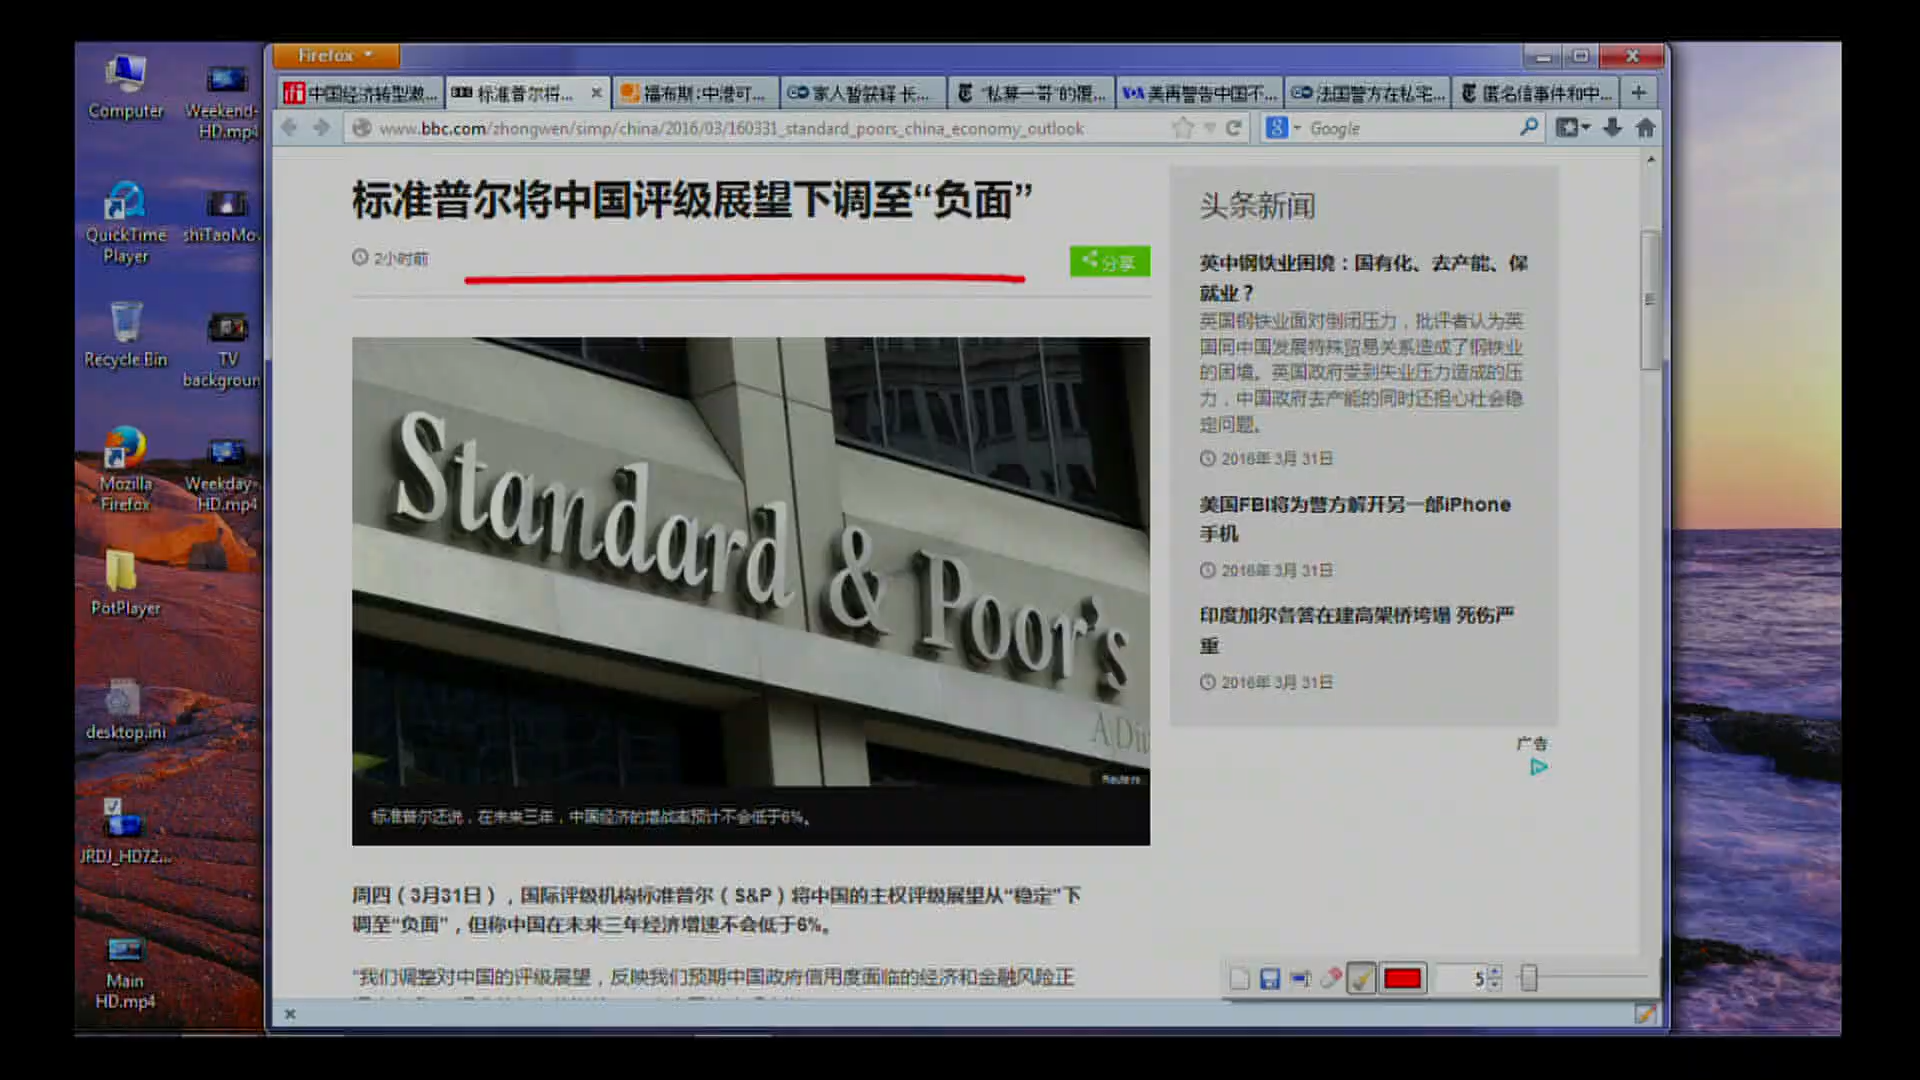 Firefox
中国经济转型激...
标准普尔将...
福布斯:中港可...
家人暂获释 长...
"私募一哥"的覆...
美再警告中国不...
法国警方在私宅...
匿名信事件和中...
www.bbc.com/zhongwen/simp/china/2016/03/160331_standard_poors_china_economy_outlook
Google
Computer
Weekend-
HD.mp4
QuickTime
Player
shiTaoMo
Recycle Bin
TV
backgroun
Mozilla
Firefox
Weekday-
HD.mp4
PotPlayer
desktop.ini
JRDJ_HD72...
Main
HD.mp4
标准普尔将中国评级展望下调至“负面”
2小时前
分享
Standard & Poor's
A Div
Reuters
标准普尔还说，在未来三年，中国经济的增战率预计不会低于6%。
周四（3月31日），国际评级机构标准普尔（S&P）将中国的主权评级展望从“稳定”下
调至“负面”，但称中国在未来三年经济增速不会低于6%。
“我们调整对中国的评级展望，反映我们预期中国政府信用度面临的经济和金融风险正
头条新闻
英中钢铁业困境：国有化、去产能、保
就业？
英国钢铁业面对倒闭压力，批评者认为英
国同中国发展特殊贸易关系造成了钢铁业
的困境。英国政府受到失业压力造成的压
力，中国政府去产能的同时还担心社会稳
定问题。
2016年 3月 31日
美国FBI将为警方解开另一部iPhone
手机
2016年 3月 31日
印度加尔各答在建高架桥垮塌 死伤严
重
2016年 3月 31日
广告
5